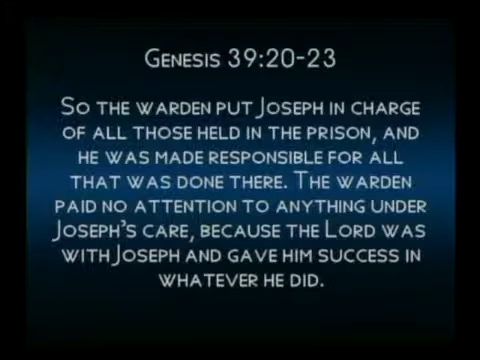 Genesis 39:20-23
So the warden put Joseph in charge
of all those held in the prison, and
he was made responsible for all
that was done there. The warden
paid no attention to anything under
Joseph's care, because the Lord was
with Joseph and gave him success in
whatever he did.